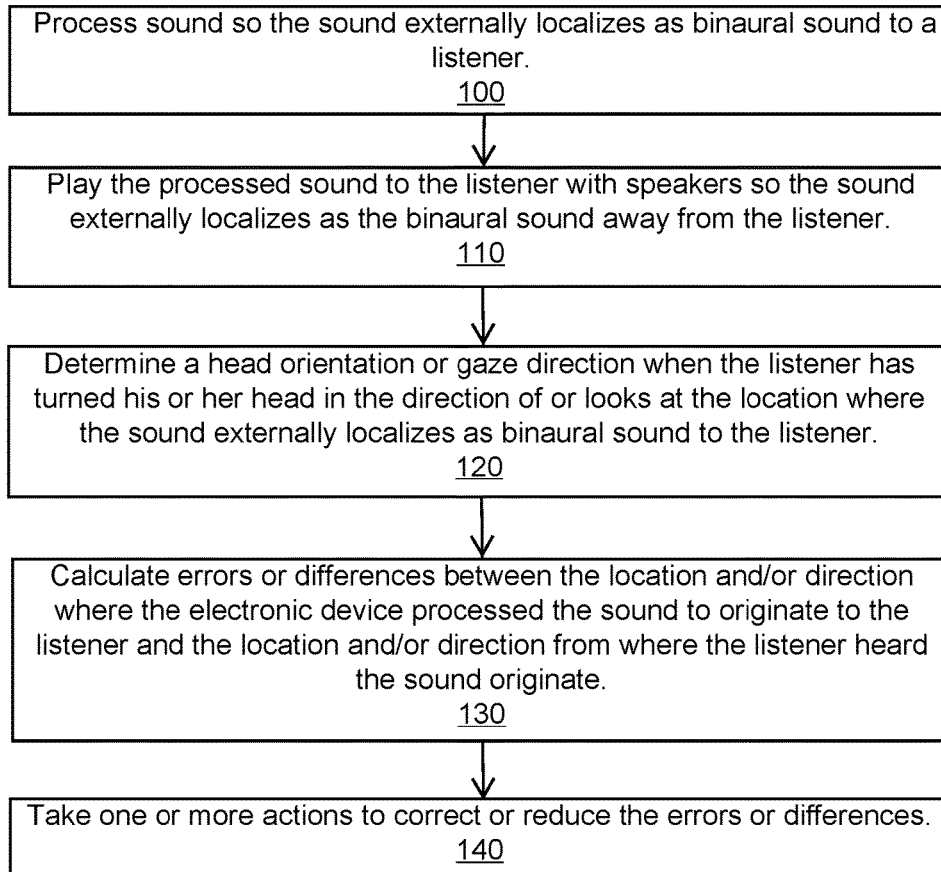 Process sound so the sound externally localizes as binaural sound to a
listener.
100
Play the processed sound to the listener with speakers so the sound
externally localizes as the binaural sound away from the listener.
110
Determine a head orientation or gaze direction when the listener has
turned his or her head in the direction of or looks at the location where
the sound externally localizes as binaural sound to the listener.
120
Calculate errors or differences between the location and/or direction
where the electronic device processed the sound to originate to the
listener and the location and/or direction from where the listener heard
the sound originate.
130
Take one or more actions to correct or reduce the errors or differences.
140